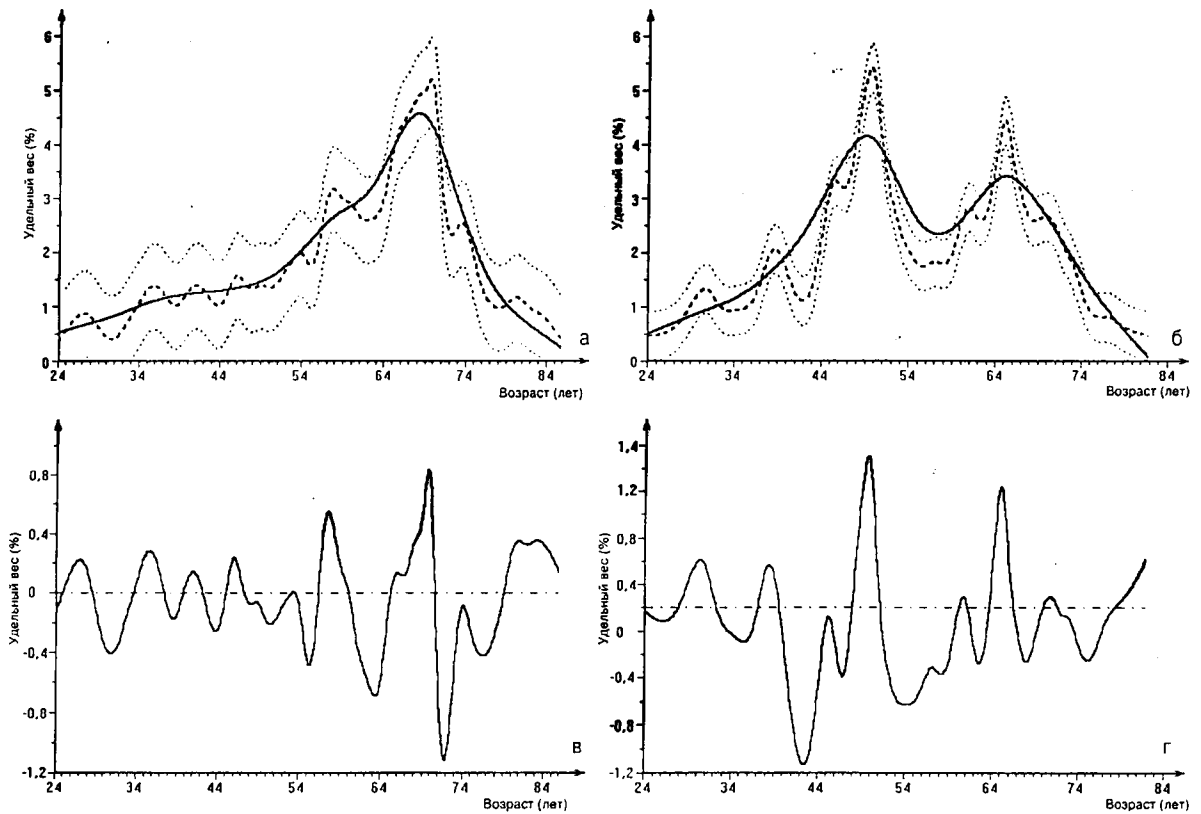 Удельный вес (%)
6
5
4
3
2
1
0
24 34 44 54 64 74 84
Возраст (лет)
а
Удельный вес (%)
6
5
4
3
2
1
0
24 34 44 54 64 74 84
Возраст (лет)
б
Удельный вес (%)
0,8
0,4
0
-0,4
-0,8
-1,2
24 34 44 54 64 74 84
Возраст (лет)
в
Удельный вес (%)
1,4
1,2
0,8
0,4
0
-0,4
-0,8
-1,2
24 34 44 54 64 74 84
Возраст (лет)
г